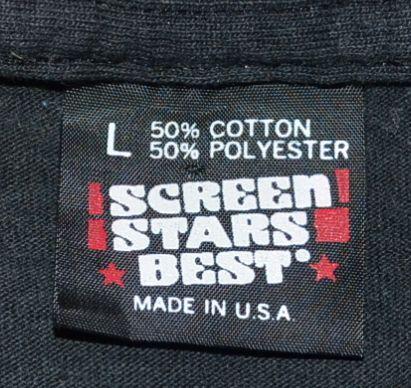 L 50% COTTON
50% POLYESTER
SCREEN
STARS
BEST
MADE IN U.S.A.